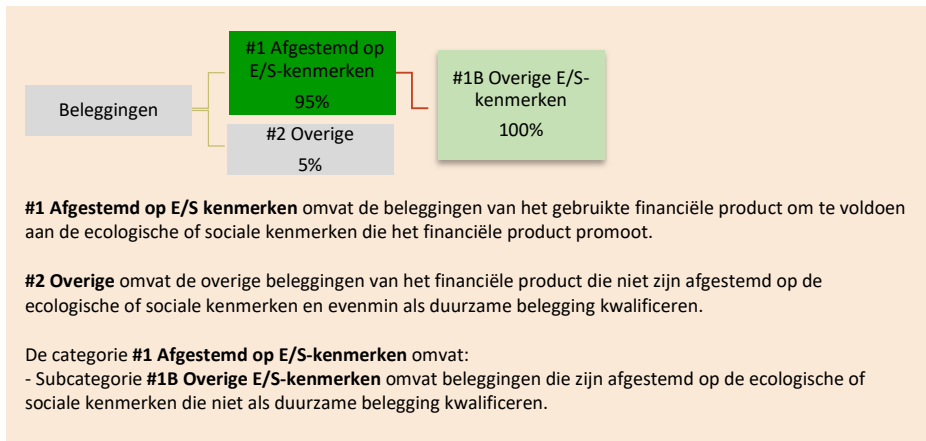 Beleggingen
#1 Afgestemd op
E/S-kenmerken
95%
#2 Overige
5%
#1B Overige E/S-
kenmerken
100%
#1 Afgestemd op E/S kenmerken omvat de beleggingen van het gebruikte financiële product om te voldoen
aan de ecologische of sociale kenmerken die het financiële product promoot.
#2 Overige omvat de overige beleggingen van het financiële product die niet zijn afgestemd op de
ecologische of sociale kenmerken en evenmin als duurzame belegging kwalificeren.
De categorie #1 Afgestemd op E/S-kenmerken omvat:
- Subcategorie #1B Overige E/S-kenmerken omvat beleggingen die zijn afgestemd op de ecologische of
sociale kenmerken die niet als duurzame belegging kwalificeren.